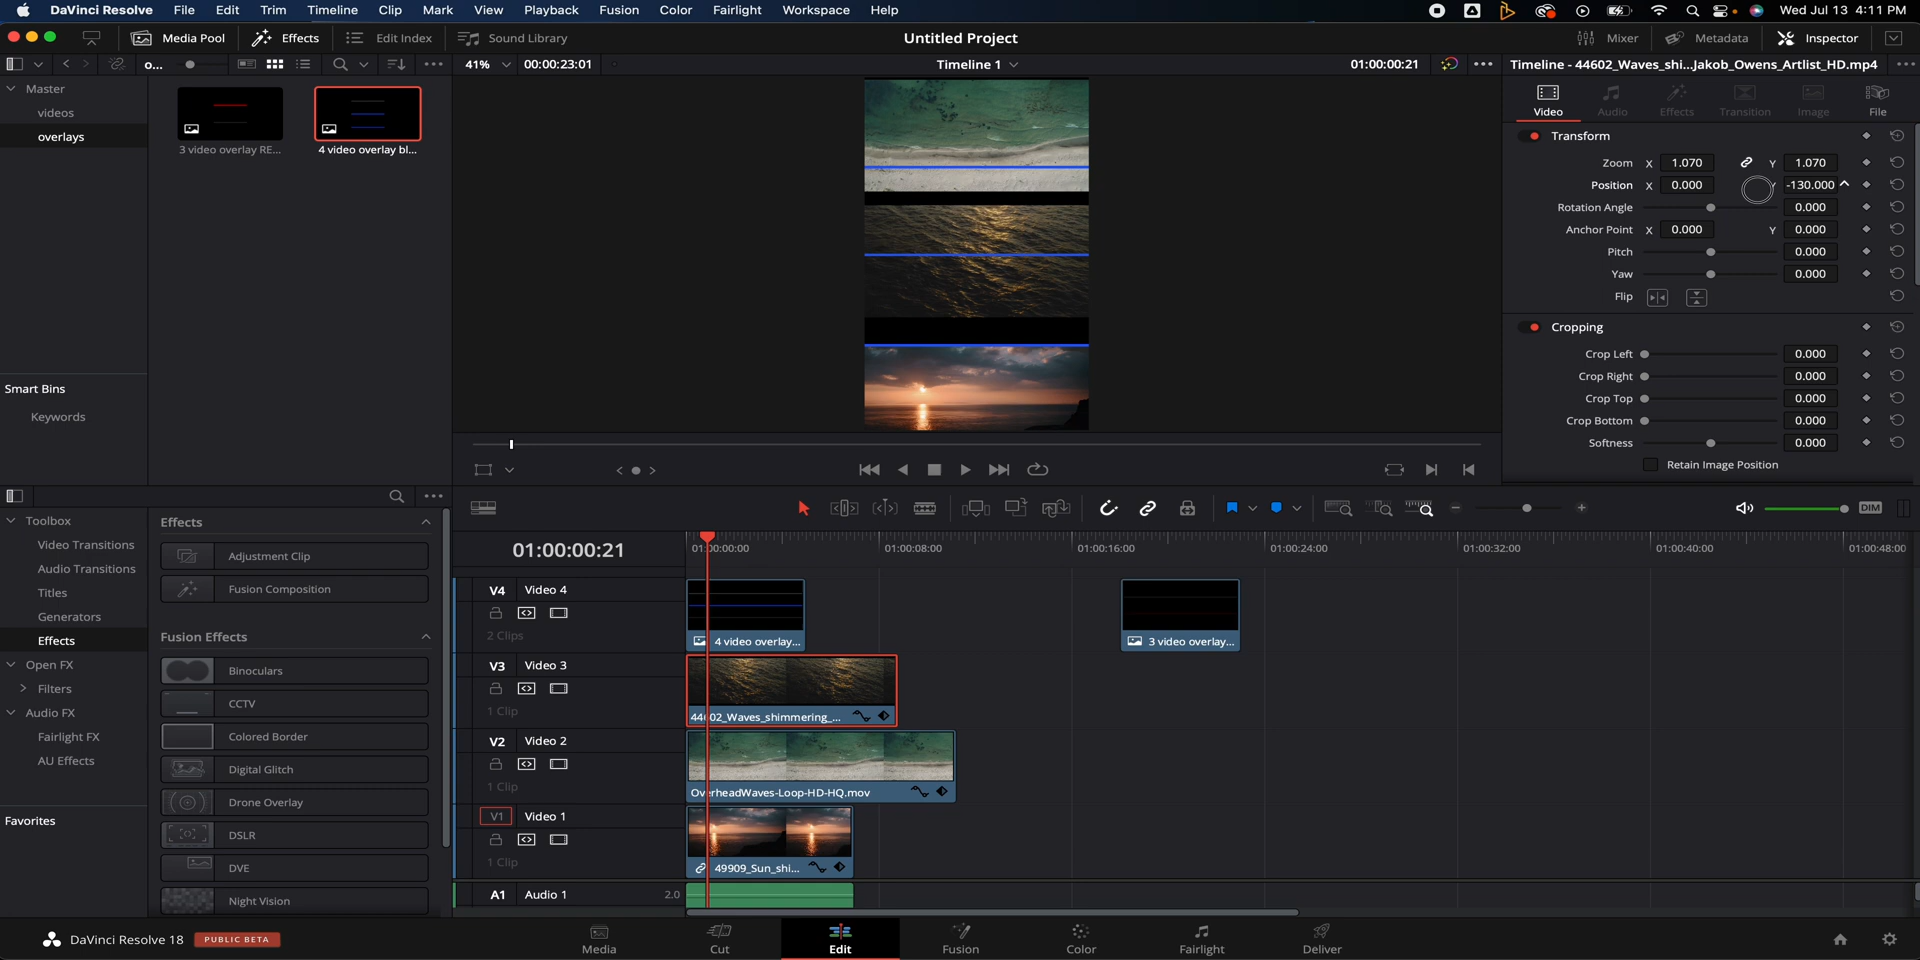 DaVinci Resolve File Edit Trim Timeline Clip Mark View Playback Fusion Color Fairlight Workspace Help Wed Jul 13 4:11 PM
Media Pool Effects Edit Index Sound Library Untitled Project Mixer Metadata Inspector
o... 41% 00:00:23:01 Timeline 1 01:00:00:21 Timeline - 44602_Waves_shi...Jakob_Owens_Artlist_HD.mp4
Master
videos
overlays
3 video overlay RE...
4 video overlay bl...
Video Audio Effects Transition Image File
Transform
Zoom X 1.070 Y 1.070
Position X 0.000 Y -130.000
Rotation Angle 0.000
Anchor Point X 0.000 Y 0.000
Pitch 0.000
Yaw 0.000
Flip
Cropping
Crop Left 0.000
Crop Right 0.000
Crop Top 0.000
Crop Bottom 0.000
Softness 0.000
Retain Image Position
Smart Bins
Keywords
Toolbox
Video Transitions
Audio Transitions
Titles
Generators
Effects
Open FX
Filters
Audio FX
Fairlight FX
AU Effects
Favorites
Effects
Adjustment Clip
Fusion Composition
Fusion Effects
Binoculars
CCTV
Colored Border
Digital Glitch
Drone Overlay
DSLR
DVE
Night Vision
DIM
01:00:00:21
01:00:00:00 01:00:08:00 01:00:16:00 01:00:24:00 01:00:32:00 01:00:40:00 01:00:48:00
V4 Video 4
2 Clips
4 video overlay...
3 video overlay...
V3 Video 3
1 Clip
44602_Waves_shimmering_...
V2 Video 2
1 Clip
OverheadWaves-Loop-HD-HQ.mov
V1 Video 1
1 Clip
49909_Sun_shi...
A1 Audio 1 2.0
DaVinci Resolve 18 PUBLIC BETA
Media Cut Edit Fusion Color Fairlight Deliver